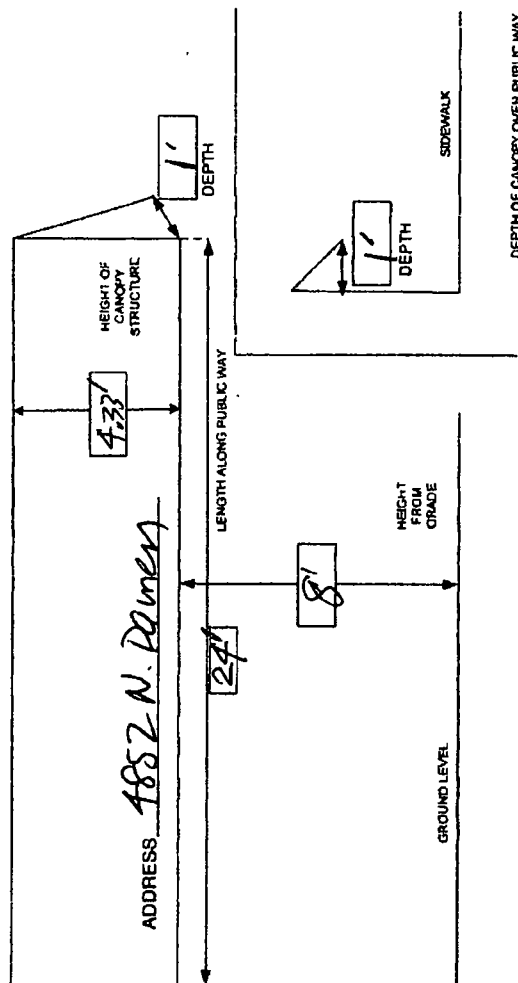 ADDRESS 4852 N. Damen
4.33'
HEIGHT OF
CANOPY
STRUCTURE
1'
DEPTH
LENGTH ALONG PUBLIC WAY
24'
8'
HEIGHT
FROM
GRADE
GROUND LEVEL
1'
DEPTH
SIDEWALK
DEPTH OF CANOPY OVER PUBLIC WAY